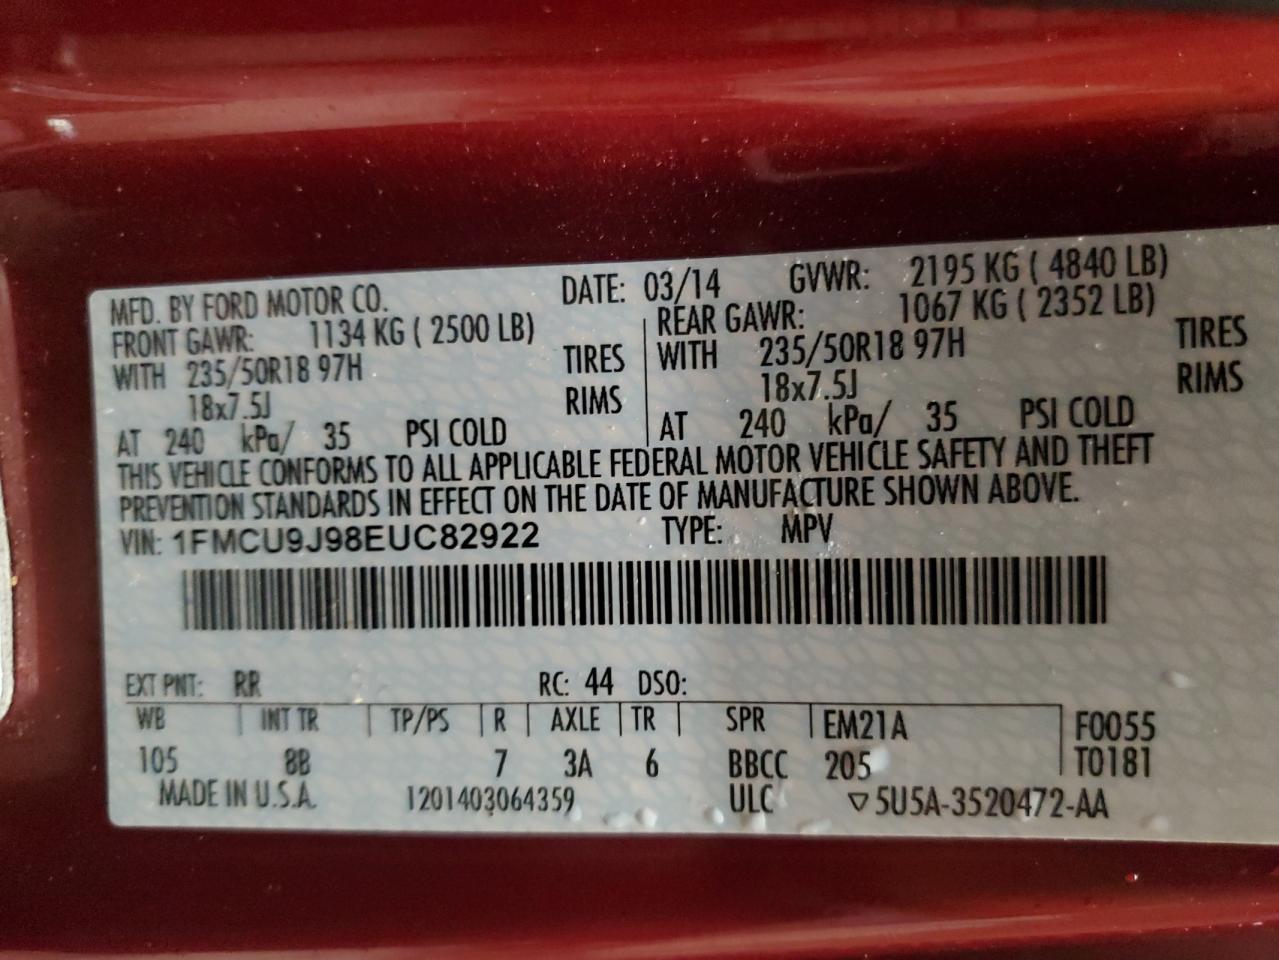 MFD. BY FORD MOTOR CO. DATE: 03/14 GVWR: 2195 KG ( 4840 LB)
FRONT GAWR: 1134 KG ( 2500 LB) REAR GAWR: 1067 KG ( 2352 LB)
WITH 235/50R18 97H TIRES WITH 235/50R18 97H TIRES
18x7.5J RIMS 18x7.5J RIMS
AT 240 kPa/ 35 PSI COLD AT 240 kPa/ 35 PSI COLD
THIS VEHICLE CONFORMS TO ALL APPLICABLE FEDERAL MOTOR VEHICLE SAFETY AND THEFT
PREVENTION STANDARDS IN EFFECT ON THE DATE OF MANUFACTURE SHOWN ABOVE.
VIN: 1FMCU9J98EUC82922 TYPE: MPV
EXT PNT: RR RC: 44 DSO:
WB INT TR TP/PS R AXLE TR SPR EM21A F0055
105 8B 7 3A 6 BBCC 205 T0181
MADE IN U.S.A. 1201403064359 ULC ▽5U5A-3520472-AA